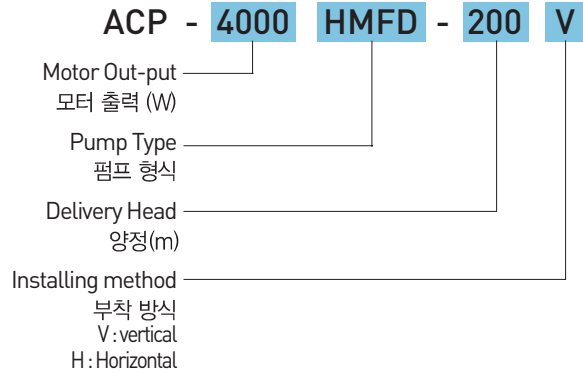 ACP - 4000 HMFD - 200 V
Motor Out-put
모터 출력 (W)
Pump Type
펌프 형식
Delivery Head
양정(m)
Installing method
부착 방식
V : vertical
H : Horizontal